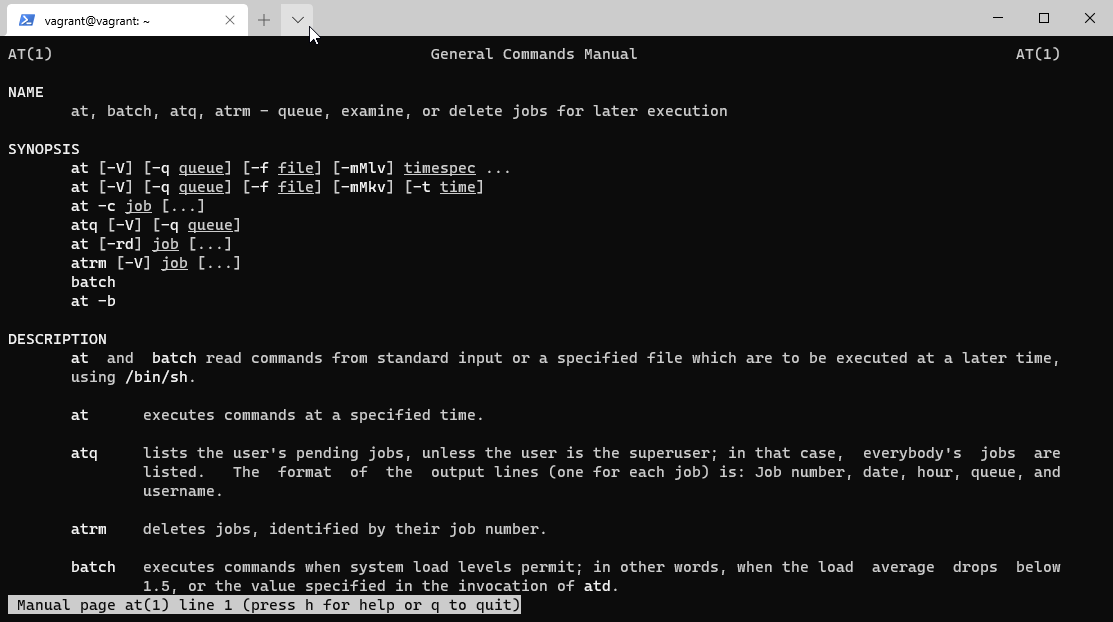 vagrant@vagrant: ~
AT(1) General Commands Manual AT(1)
NAME
at, batch, atq, atrm - queue, examine, or delete jobs for later execution
SYNOPSIS
at [-V] [-q queue] [-f file] [-mMlv] timespec ...
at [-V] [-q queue] [-f file] [-mMkv] [-t time]
at -c job [...]
atq [-V] [-q queue]
at [-rd] job [...]
atrm [-V] job [...]
batch
at -b
DESCRIPTION
at and batch read commands from standard input or a specified file which are to be executed at a later time,
using /bin/sh.
at executes commands at a specified time.
atq lists the user's pending jobs, unless the user is the superuser; in that case, everybody's jobs are
listed. The format of the output lines (one for each job) is: Job number, date, hour, queue, and
username.
atrm deletes jobs, identified by their job number.
batch executes commands when system load levels permit; in other words, when the load average drops below
1.5, or the value specified in the invocation of atd.
Manual page at(1) line 1 (press h for help or q to quit)